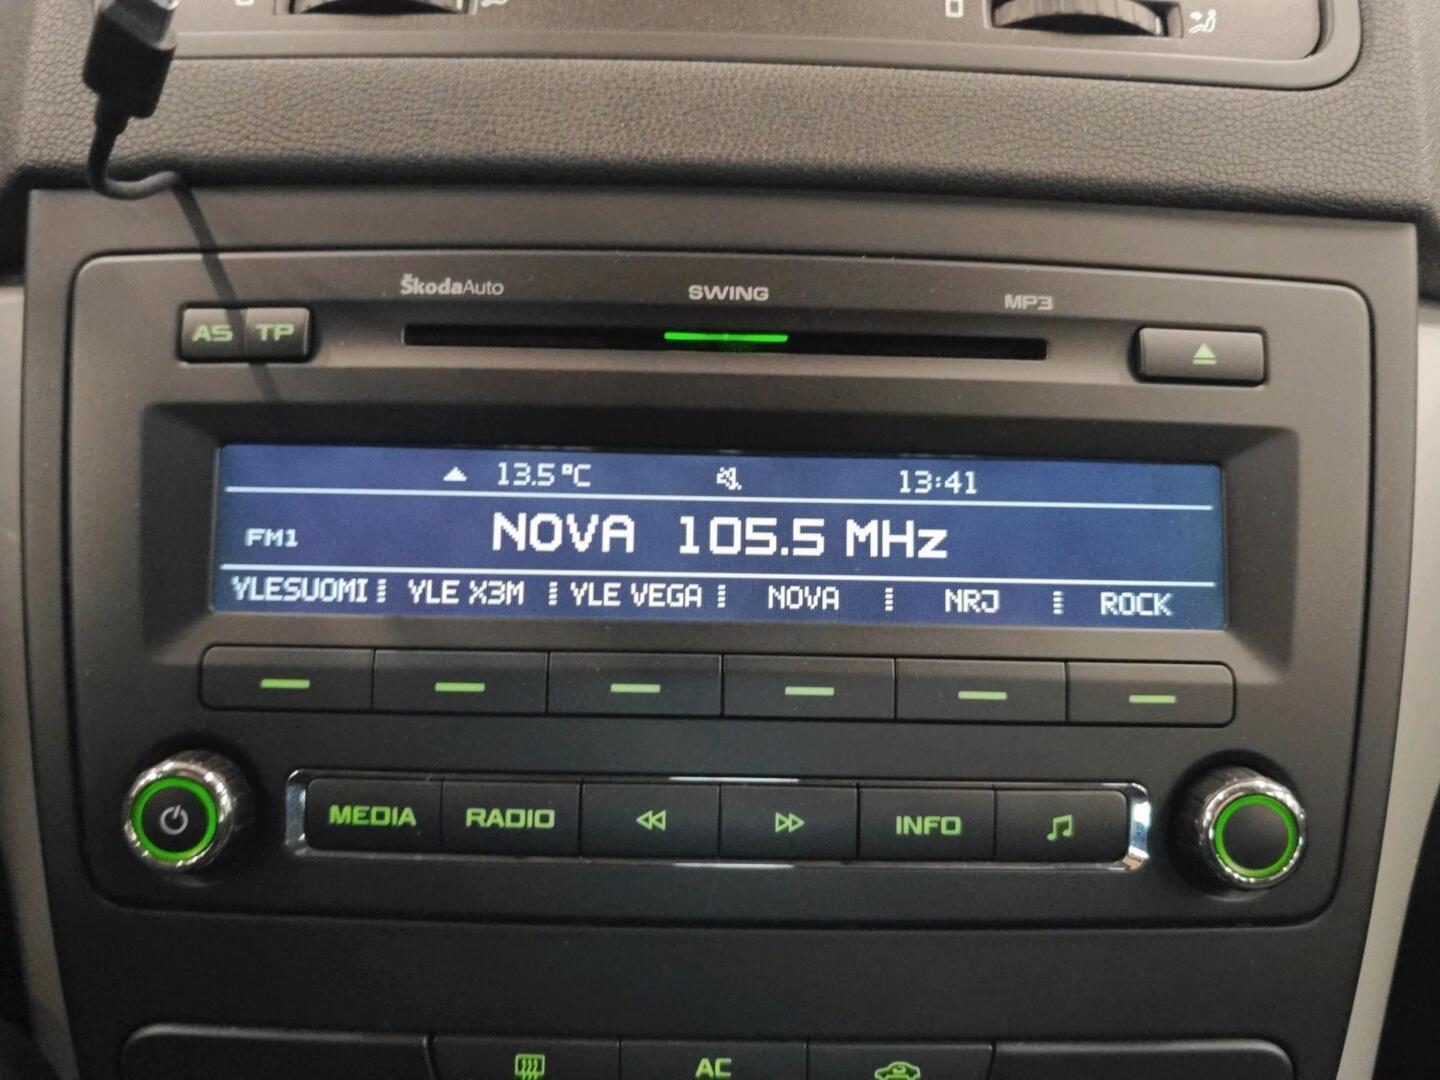 ŠkodaAuto SWING MP3
AS TP
13.5°C 13:41
FM1 NOVA 105.5 MHz
YLESUOMI YLE X3M YLE VEGA NOVA NRJ ROCK
MEDIA RADIO INFO
AC